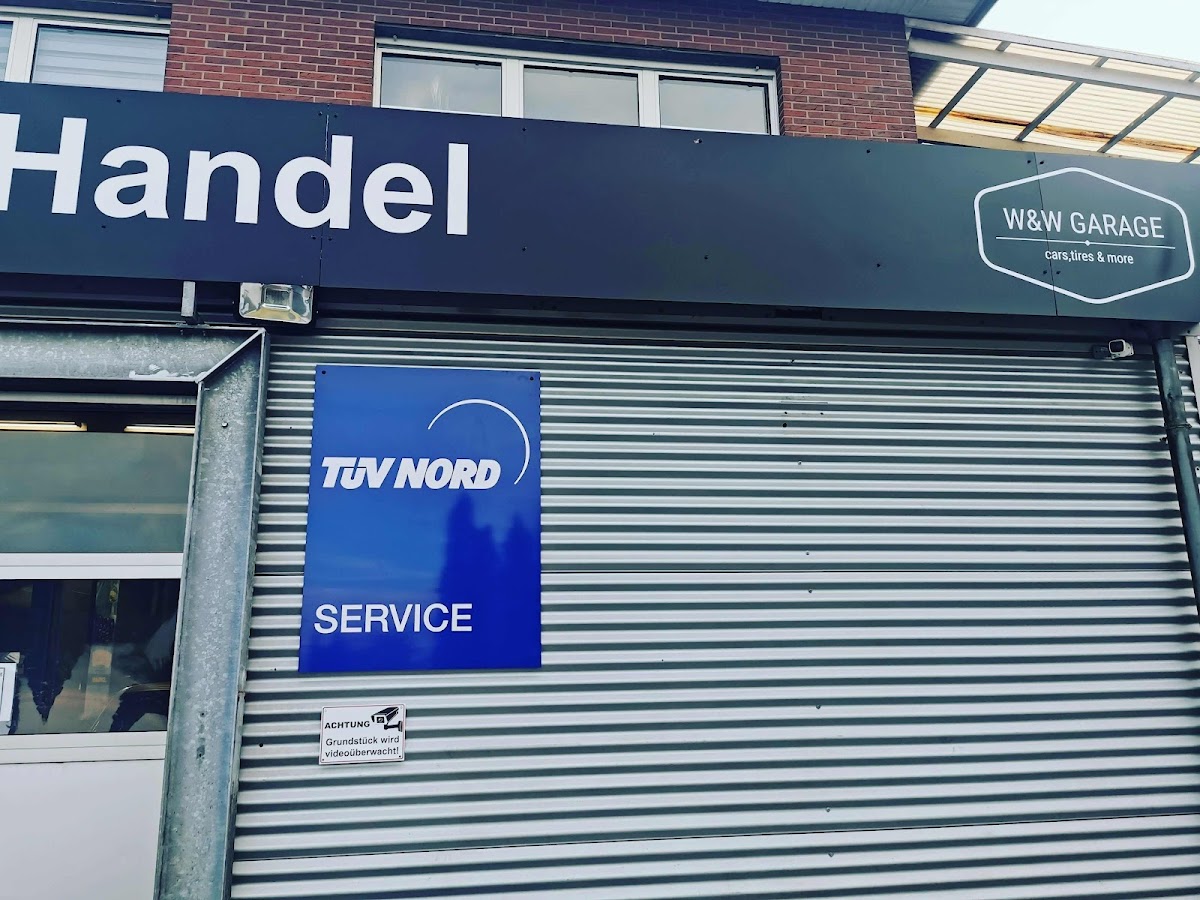 Handel
W&W GARAGE
cars,tires & more
TÜV NORD
SERVICE
ACHTUNG
Grundstück wird
videoüberwacht!